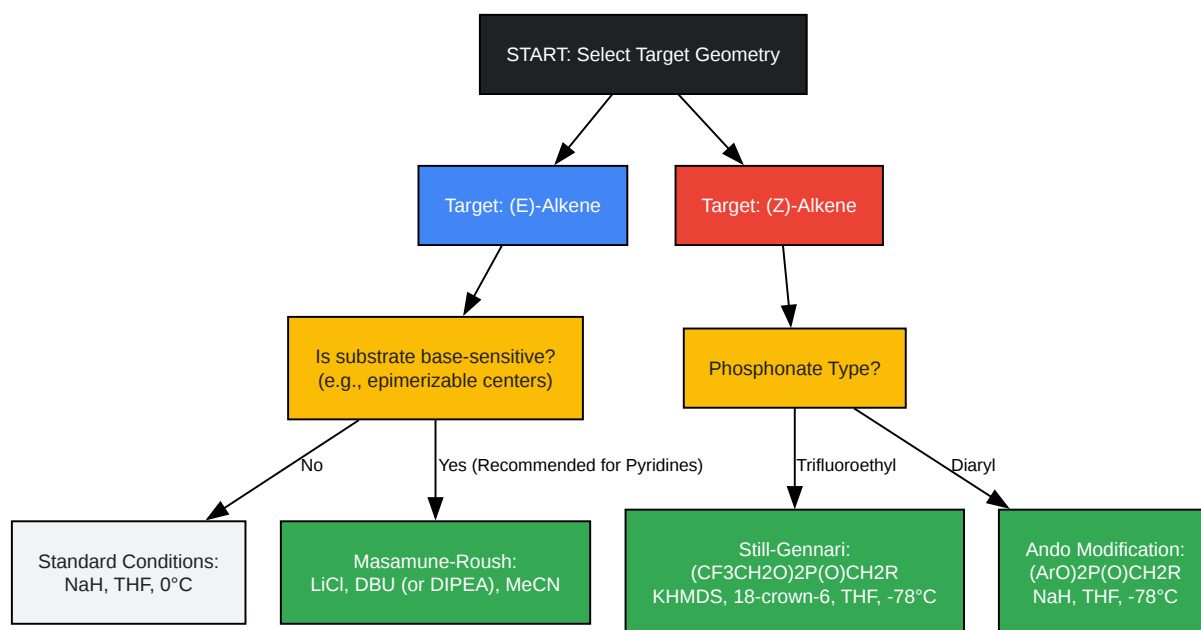 START: Select Target Geometry
Target: (E)-Alkene
Target: (Z)-Alkene
Is substrate base-sensitive?
(e.g., epimerizable centers)
Phosphonate Type?
No
Yes (Recommended for Pyridines)
Trifluoroethyl
Diaryl
Standard Conditions:
NaH, THF, 0°C
Masamune-Roush:
LiCl, DBU (or DIPEA), MeCN
Still-Gennari:
(CF3CH2O)2P(O)CH2R
KHMDS, 18-crown-6, THF, -78°C
Ando Modification:
(ArO)2P(O)CH2R
NaH, THF, -78°C